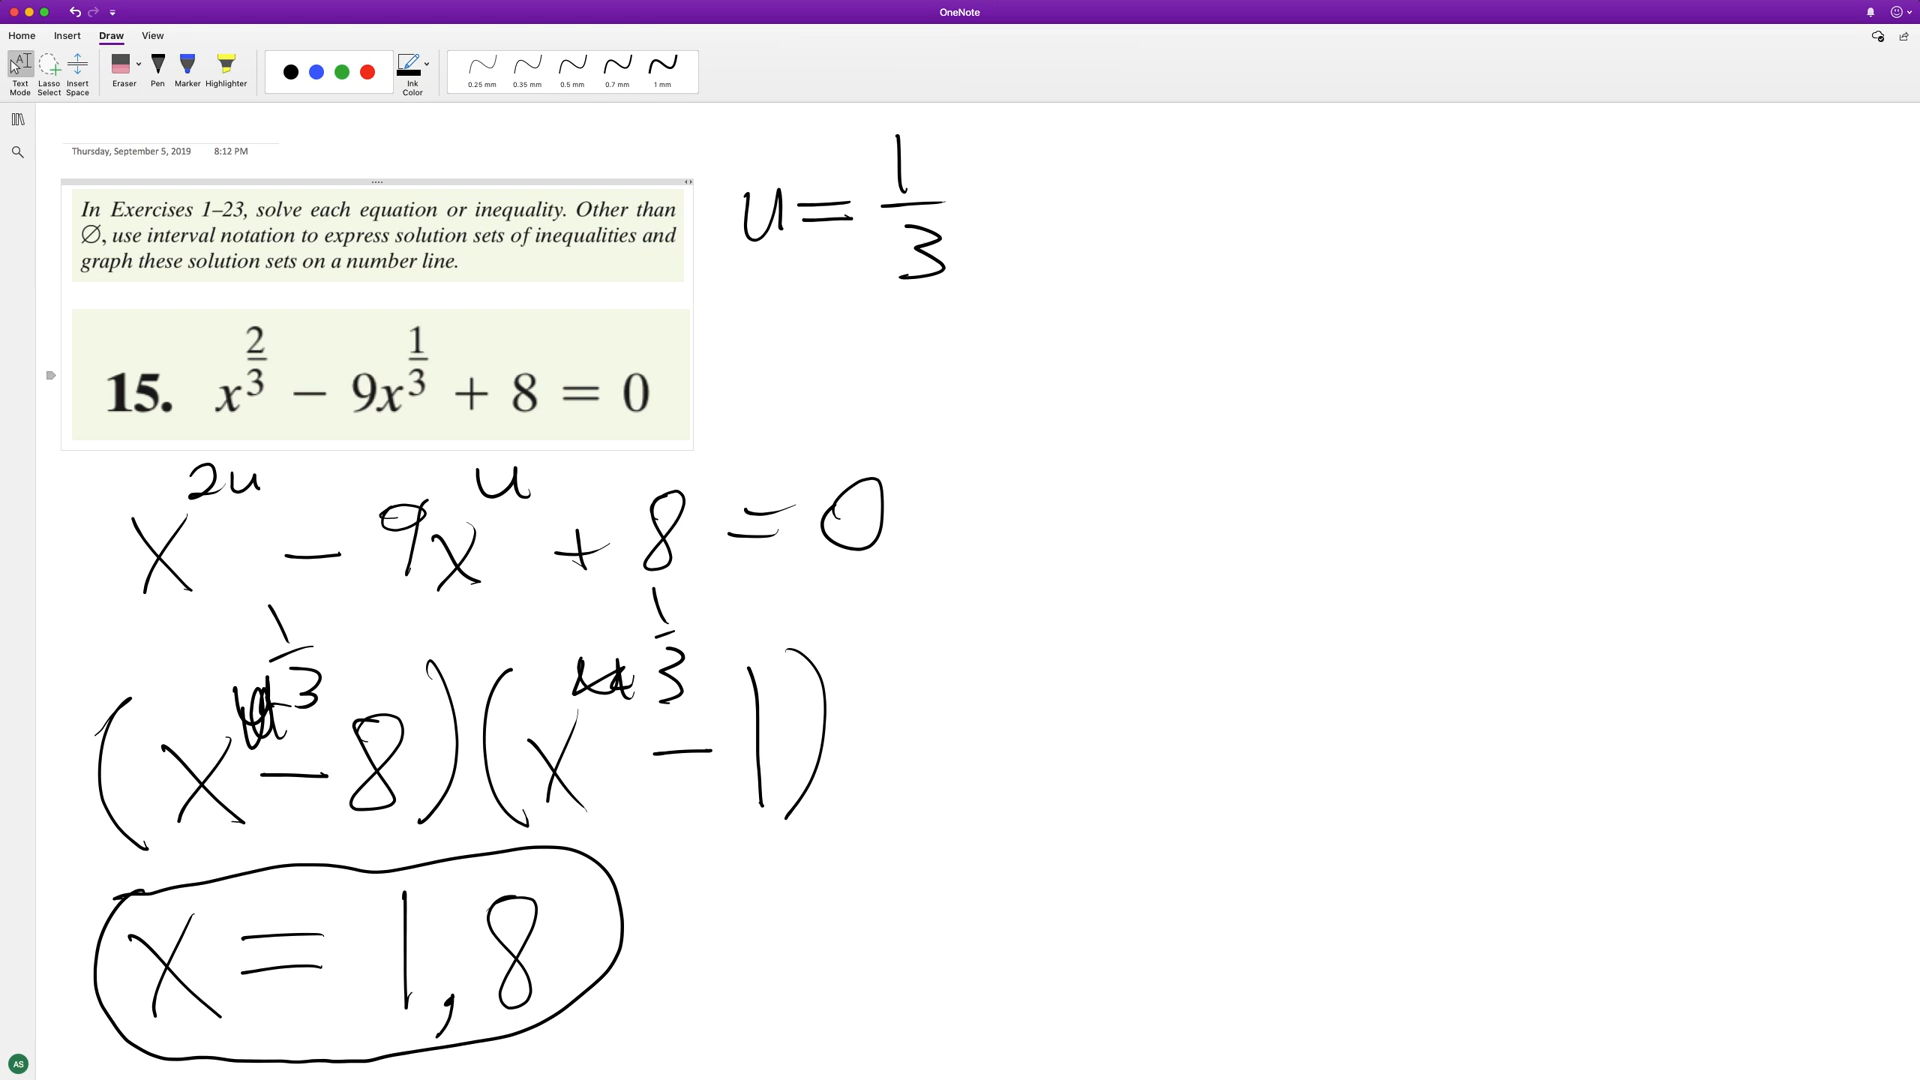 OneNote
Home Insert Draw View
Text Mode
Lasso Select
Insert Space
Eraser
Pen
Marker
Highlighter
Ink Color
0.25 mm 0.35 mm 0.5 mm 0.7 mm 1 mm
Thursday, September 5, 2019 8:12 PM
In Exercises 1–23, solve each equation or inequality. Other than
∅, use interval notation to express solution sets of inequalities and
graph these solution sets on a number line.
15. x^(2/3) − 9x^(1/3) + 8 = 0
u = 1/3
x^(2u) − 9x^u + 8 = 0
(x^(1/3) − 8)(x^(1/3) − 1)
x = 1, 8
AS